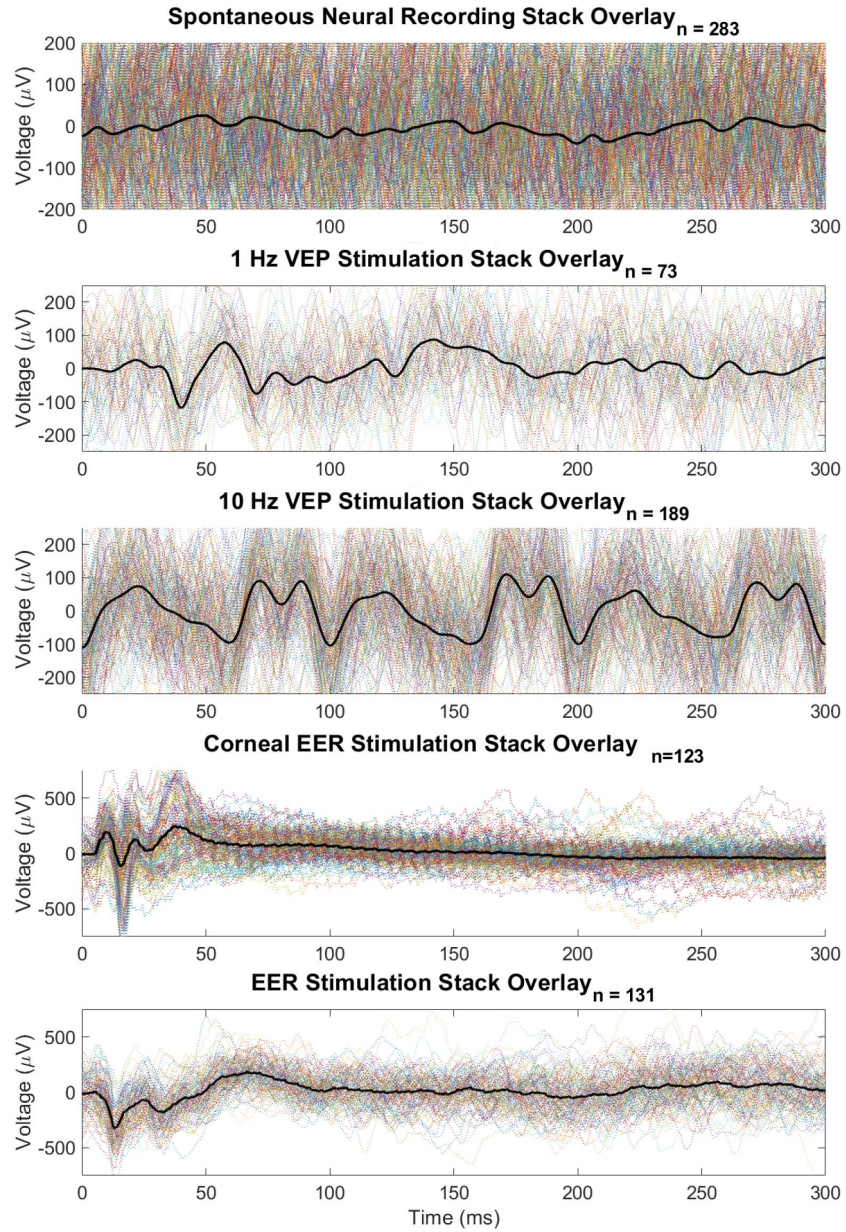 Spontaneous Neural Recording Stack Overlay n = 283
Voltage (µV)
200
100
0
-100
-200
0 50 100 150 200 250 300
1 Hz VEP Stimulation Stack Overlay n = 73
Voltage (µV)
200
100
0
-100
-200
0 50 100 150 200 250 300
10 Hz VEP Stimulation Stack Overlay n = 189
Voltage (µV)
200
100
0
-100
-200
0 50 100 150 200 250 300
Corneal EER Stimulation Stack Overlay n=123
Voltage (µV)
500
0
-500
0 50 100 150 200 250 300
EER Stimulation Stack Overlay n = 131
Voltage (µV)
500
0
-500
0 50 100 150 200 250 300
Time (ms)